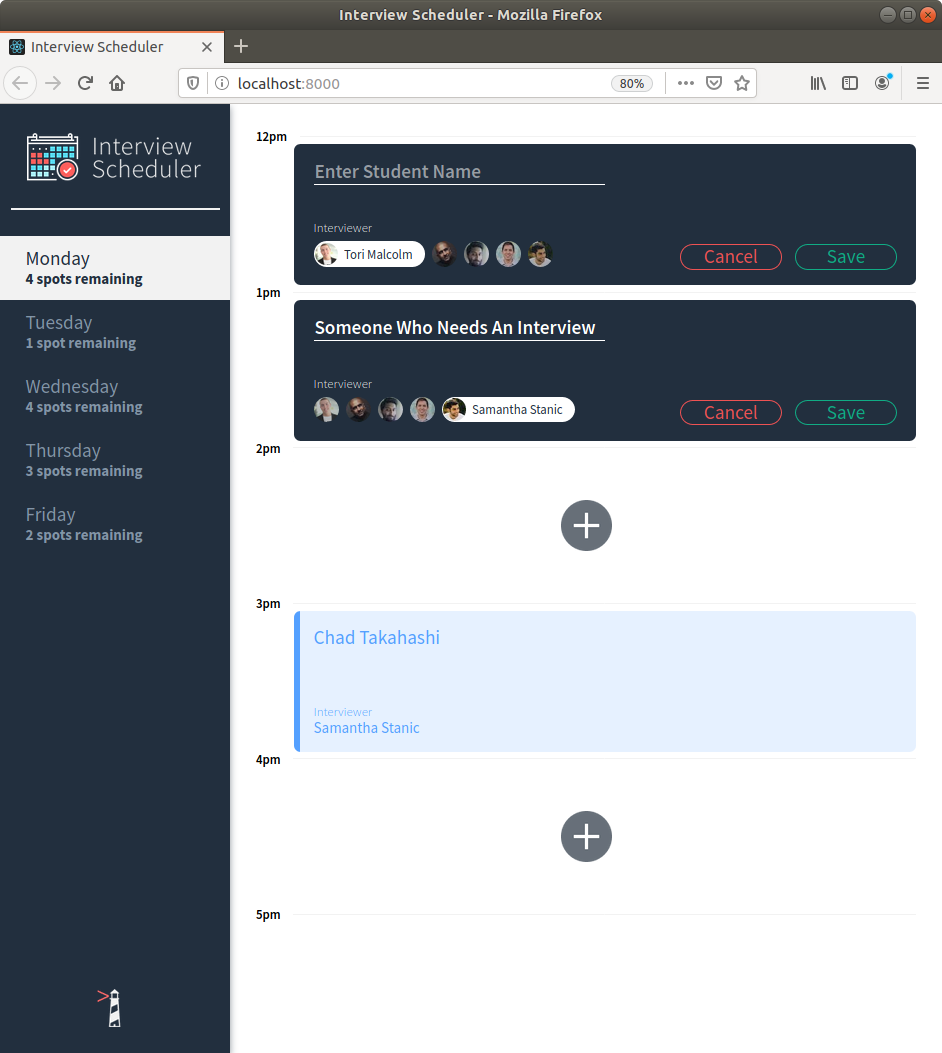 Interview Scheduler - Mozilla Firefox
Interview Scheduler
localhost:8000
80%
Interview
Scheduler
Monday
4 spots remaining
Tuesday
1 spot remaining
Wednesday
4 spots remaining
Thursday
3 spots remaining
Friday
2 spots remaining
12pm
Enter Student Name
Interviewer
Tori Malcolm
Cancel
Save
1pm
Someone Who Needs An Interview
Interviewer
Samantha Stanic
Cancel
Save
2pm
3pm
Chad Takahashi
Interviewer
Samantha Stanic
4pm
5pm